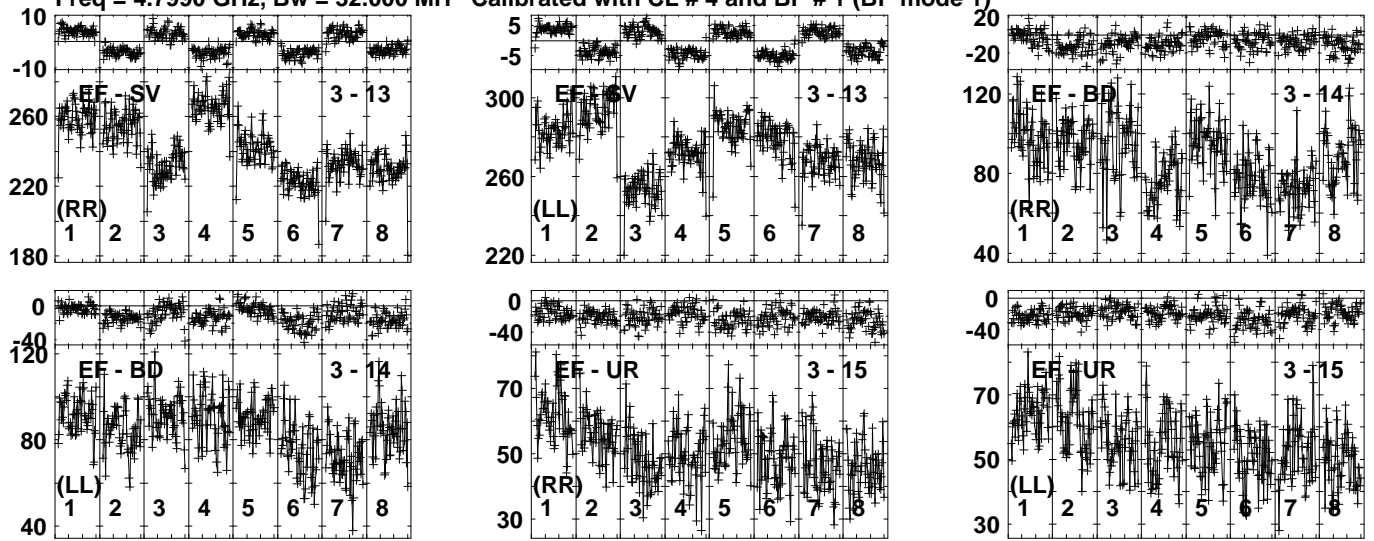 Freq = 4.7990 GHz, Bw = 32.000 MH Calibrated with CL # 4 and BP # 1 (BP mode 1)
10
-10
EF - SV 3 - 13
260
220
180
(RR)
1 2 3 4 5 6 7 8
5
-5
300
EF - SV 3 - 13
260
220
(LL)
1 2 3 4 5 6 7 8
20
-20
120
EF - BD 3 - 14
80
40
(RR)
1 2 3 4 5 6 7 8
0
-40
120
EF - BD 3 - 14
80
40
(LL)
1 2 3 4 5 6 7 8
0
-40
EF - UR 3 - 15
70
50
30
(RR)
1 2 3 4 5 6 7 8
0
-40
EF - UR 3 - 15
70
50
30
(LL)
1 2 3 4 5 6 7 8